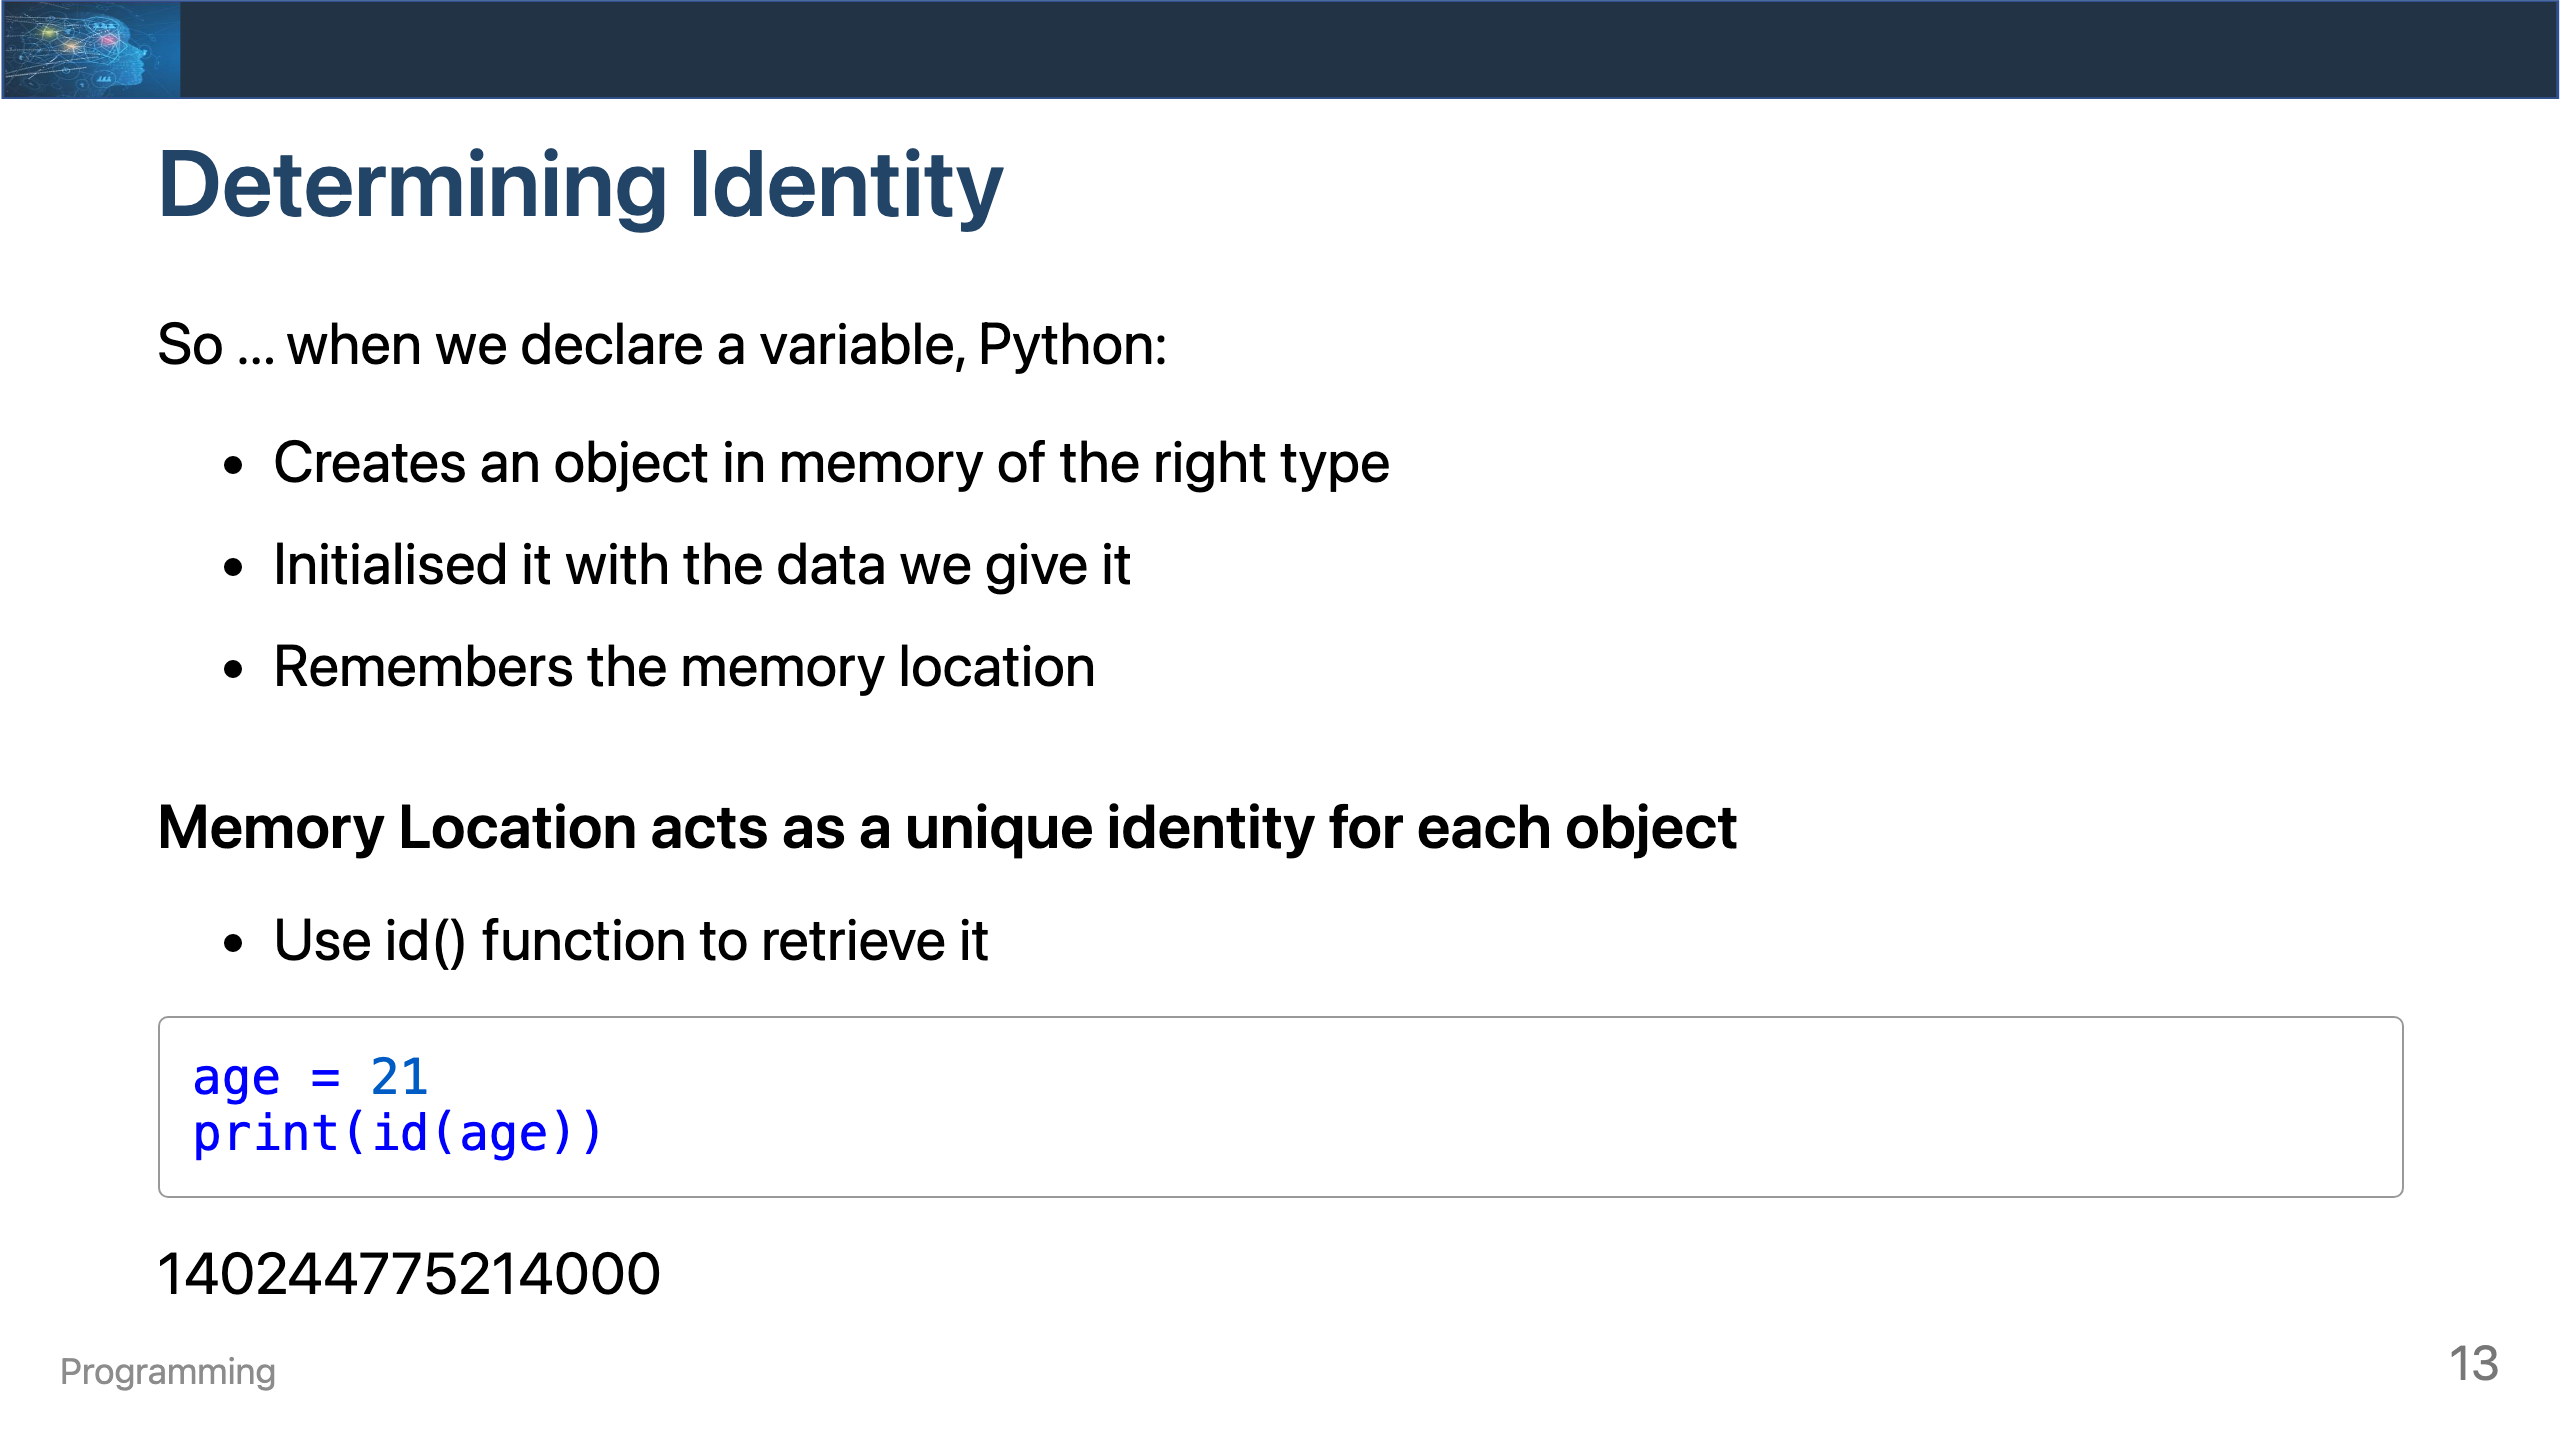 Determining Identity
So ... when we declare a variable, Python:
• Creates an object in memory of the right type
• Initialised it with the data we give it
• Remembers the memory location
Memory Location acts as a unique identity for each object
• Use id() function to retrieve it
age = 21
print(id(age))
140244775214000
Programming
13